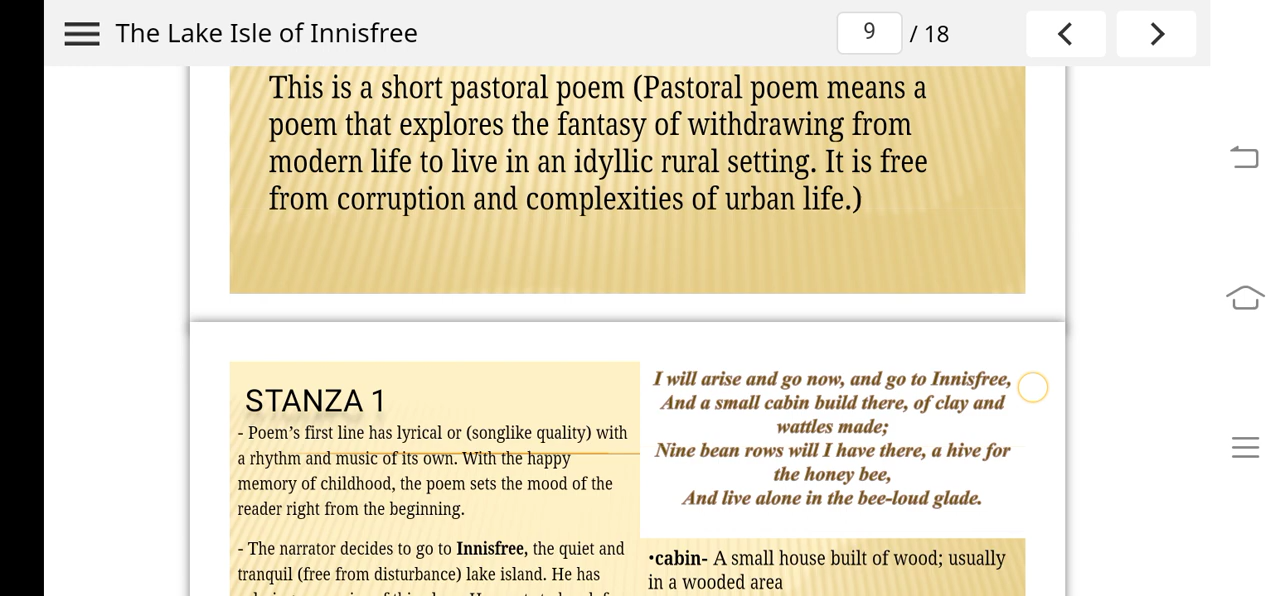 The Lake Isle of Innisfree
9 / 18
This is a short pastoral poem (Pastoral poem means a
poem that explores the fantasy of withdrawing from
modern life to live in an idyllic rural setting. It is free
from corruption and complexities of urban life.)
STANZA 1
- Poem’s first line has lyrical or (songlike quality) with
a rhythm and music of its own. With the happy
memory of childhood, the poem sets the mood of the
reader right from the beginning.
- The narrator decides to go to Innisfree, the quiet and
tranquil (free from disturbance) lake island. He has
I will arise and go now, and go to Innisfree,
And a small cabin build there, of clay and
wattles made;
Nine bean rows will I have there, a hive for
the honey bee,
And live alone in the bee-loud glade.
•cabin- A small house built of wood; usually
in a wooded area